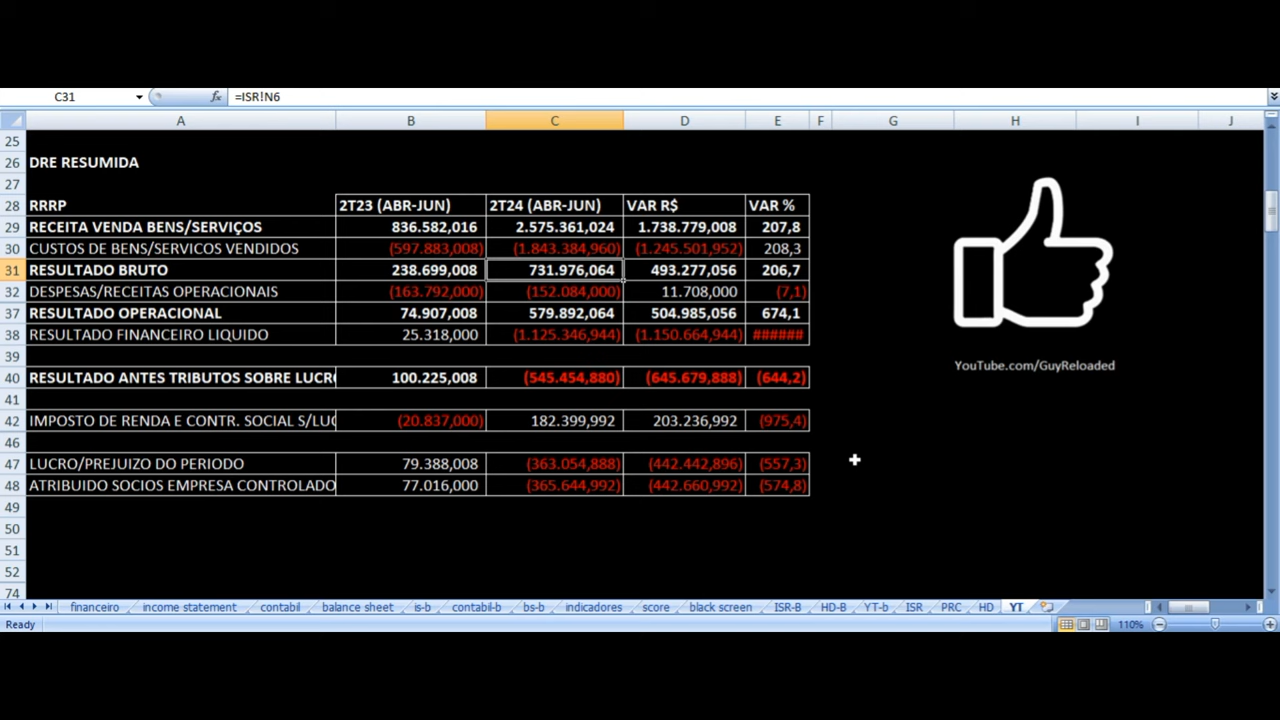 C31 fx =ISR!N6
A B C D E F G H I J
25
26 DRE RESUMIDA
27
28 RRRP 2T23 (ABR-JUN) 2T24 (ABR-JUN) VAR R$ VAR %
29 RECEITA VENDA BENS/SERVIÇOS 836.582,016 2.575.361,024 1.738.779,008 207,8
30 CUSTOS DE BENS/SERVICOS VENDIDOS (597.883,008) (1.843.384,960) (1.245.501,952) 208,3
31 RESULTADO BRUTO 238.699,008 731.976,064 493.277,056 206,7
32 DESPESAS/RECEITAS OPERACIONAIS (163.792,000) (152.084,000) 11.708,000 (7,1)
37 RESULTADO OPERACIONAL 74.907,008 579.892,064 504.985,056 674,1
38 RESULTADO FINANCEIRO LIQUIDO 25.318,000 (1.125.346,944) (1.150.664,944) ######
YouTube.com/GuyReloaded
39
40 RESULTADO ANTES TRIBUTOS SOBRE LUCRO 100.225,008 (545.454,880) (645.679,888) (644,2)
41
42 IMPOSTO DE RENDA E CONTR. SOCIAL S/LUC (20.837,000) 182.399,992 203.236,992 (975,4)
46
47 LUCRO/PREJUIZO DO PERIODO 79.388,008 (363.054,888) (442.442,896) (557,3)
48 ATRIBUIDO SOCIOS EMPRESA CONTROLADO 77.016,000 (365.644,992) (442.660,992) (574,8)
49
50
51
52
74
financeiro income statement contabil balance sheet is-b contabil-b bs-b indicadores score black screen ISR-B HD-B YT-b ISR PRC HD YT
Ready 110%